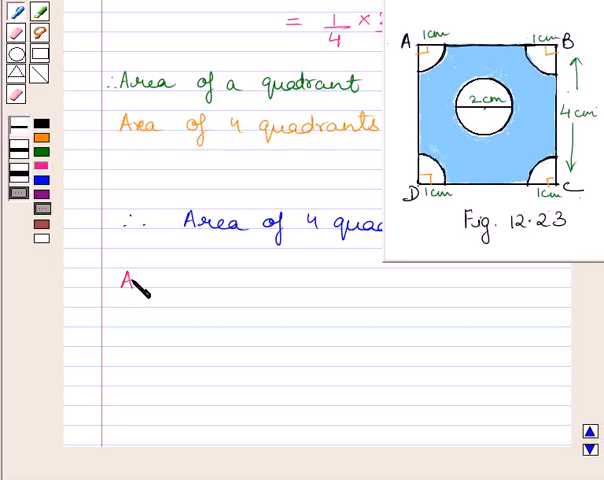 = 1/4 ×
∴ Area of a quadrant
Area of 4 quadrants
∴ Area of 4
A
A 1cm 1cm B
2cm
4cm
D 1cm 1cm C
Fig. 12.23